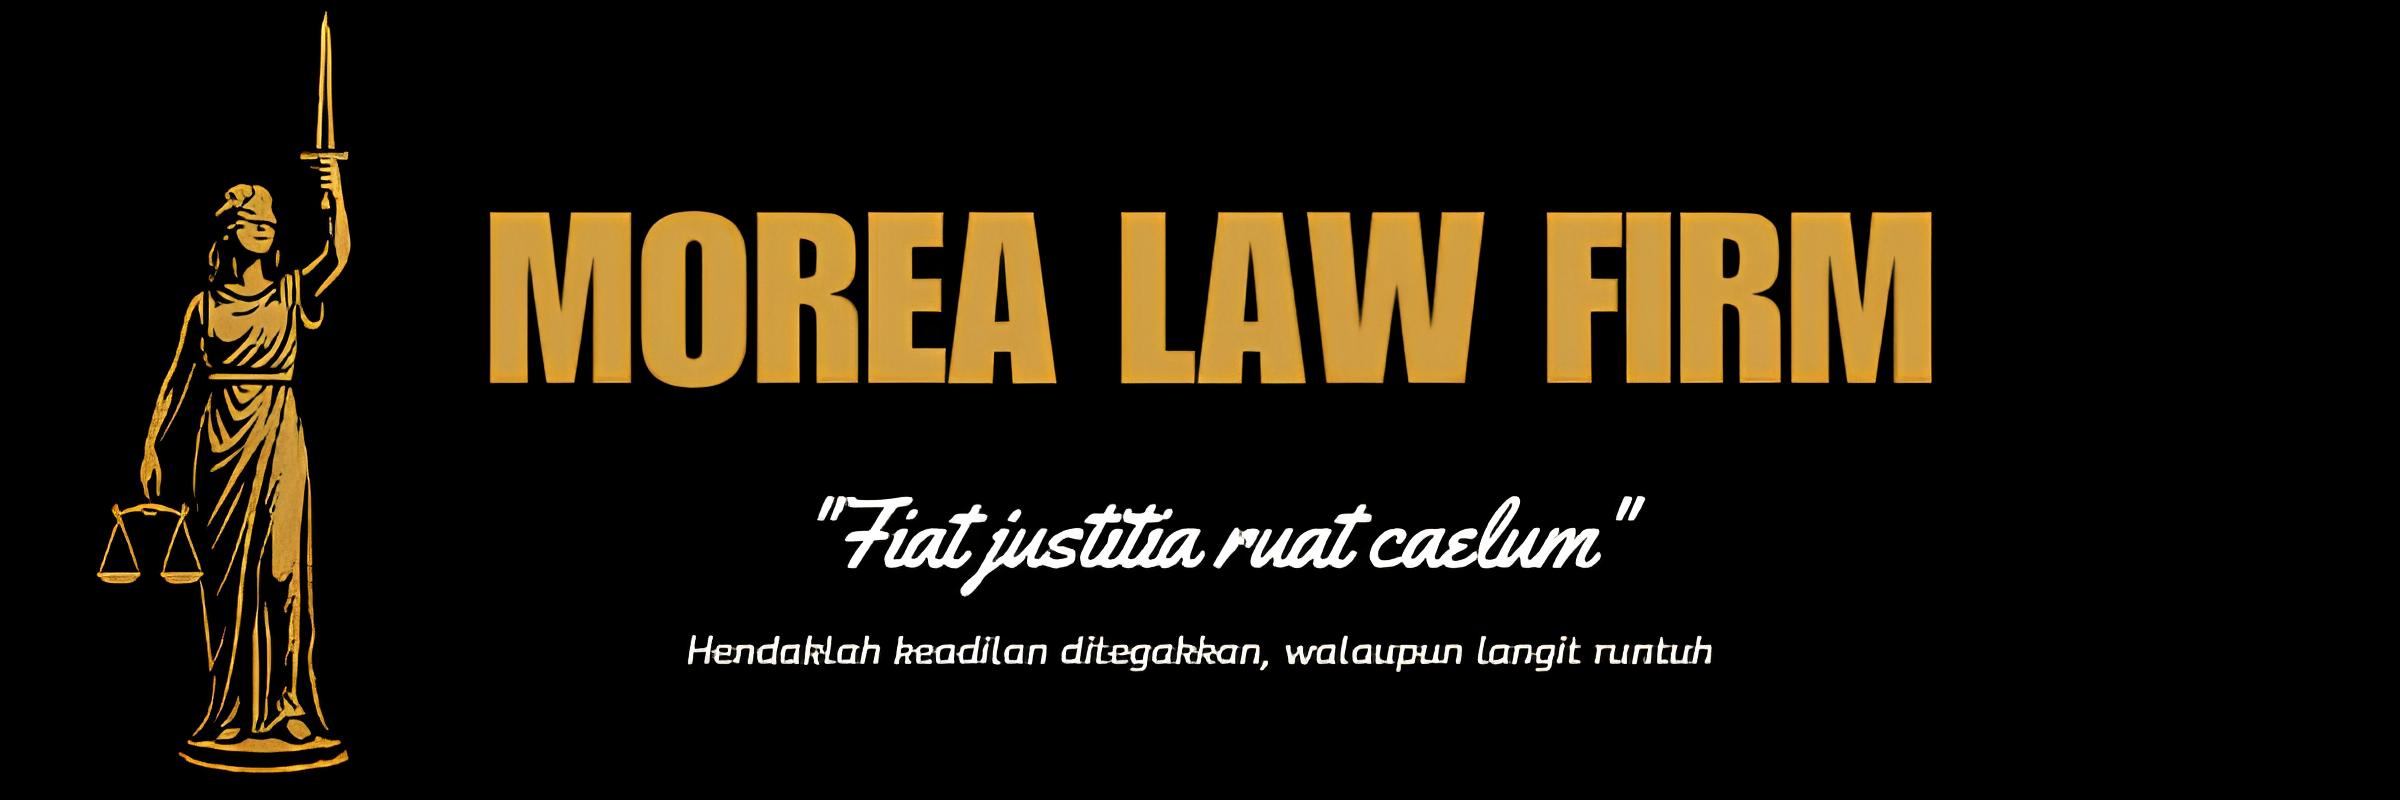 MOREA LAW FIRM
"Fiat justitia ruat caelum"
Hendaklah keadilan ditegakkan, walaupun langit runtuh